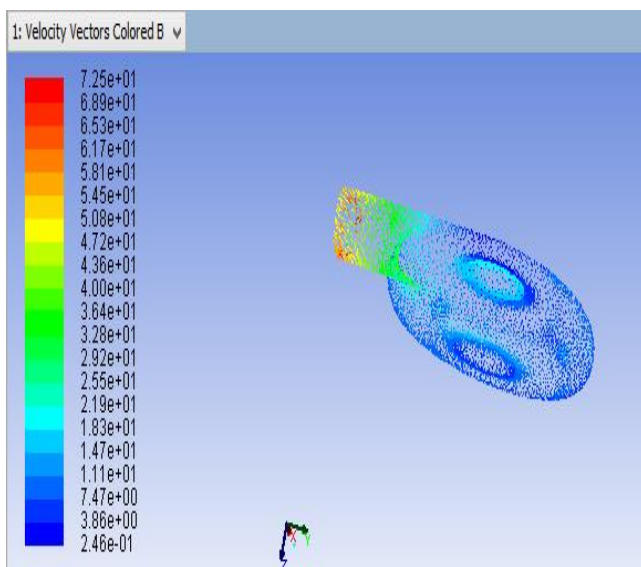 1: Velocity Vectors Colored B
7.25e+01
6.89e+01
6.53e+01
6.17e+01
5.81e+01
5.45e+01
5.08e+01
4.72e+01
4.36e+01
4.00e+01
3.64e+01
3.28e+01
2.92e+01
2.55e+01
2.19e+01
1.83e+01
1.47e+01
1.11e+01
7.47e+00
3.86e+00
2.46e-01
X
Y
Z